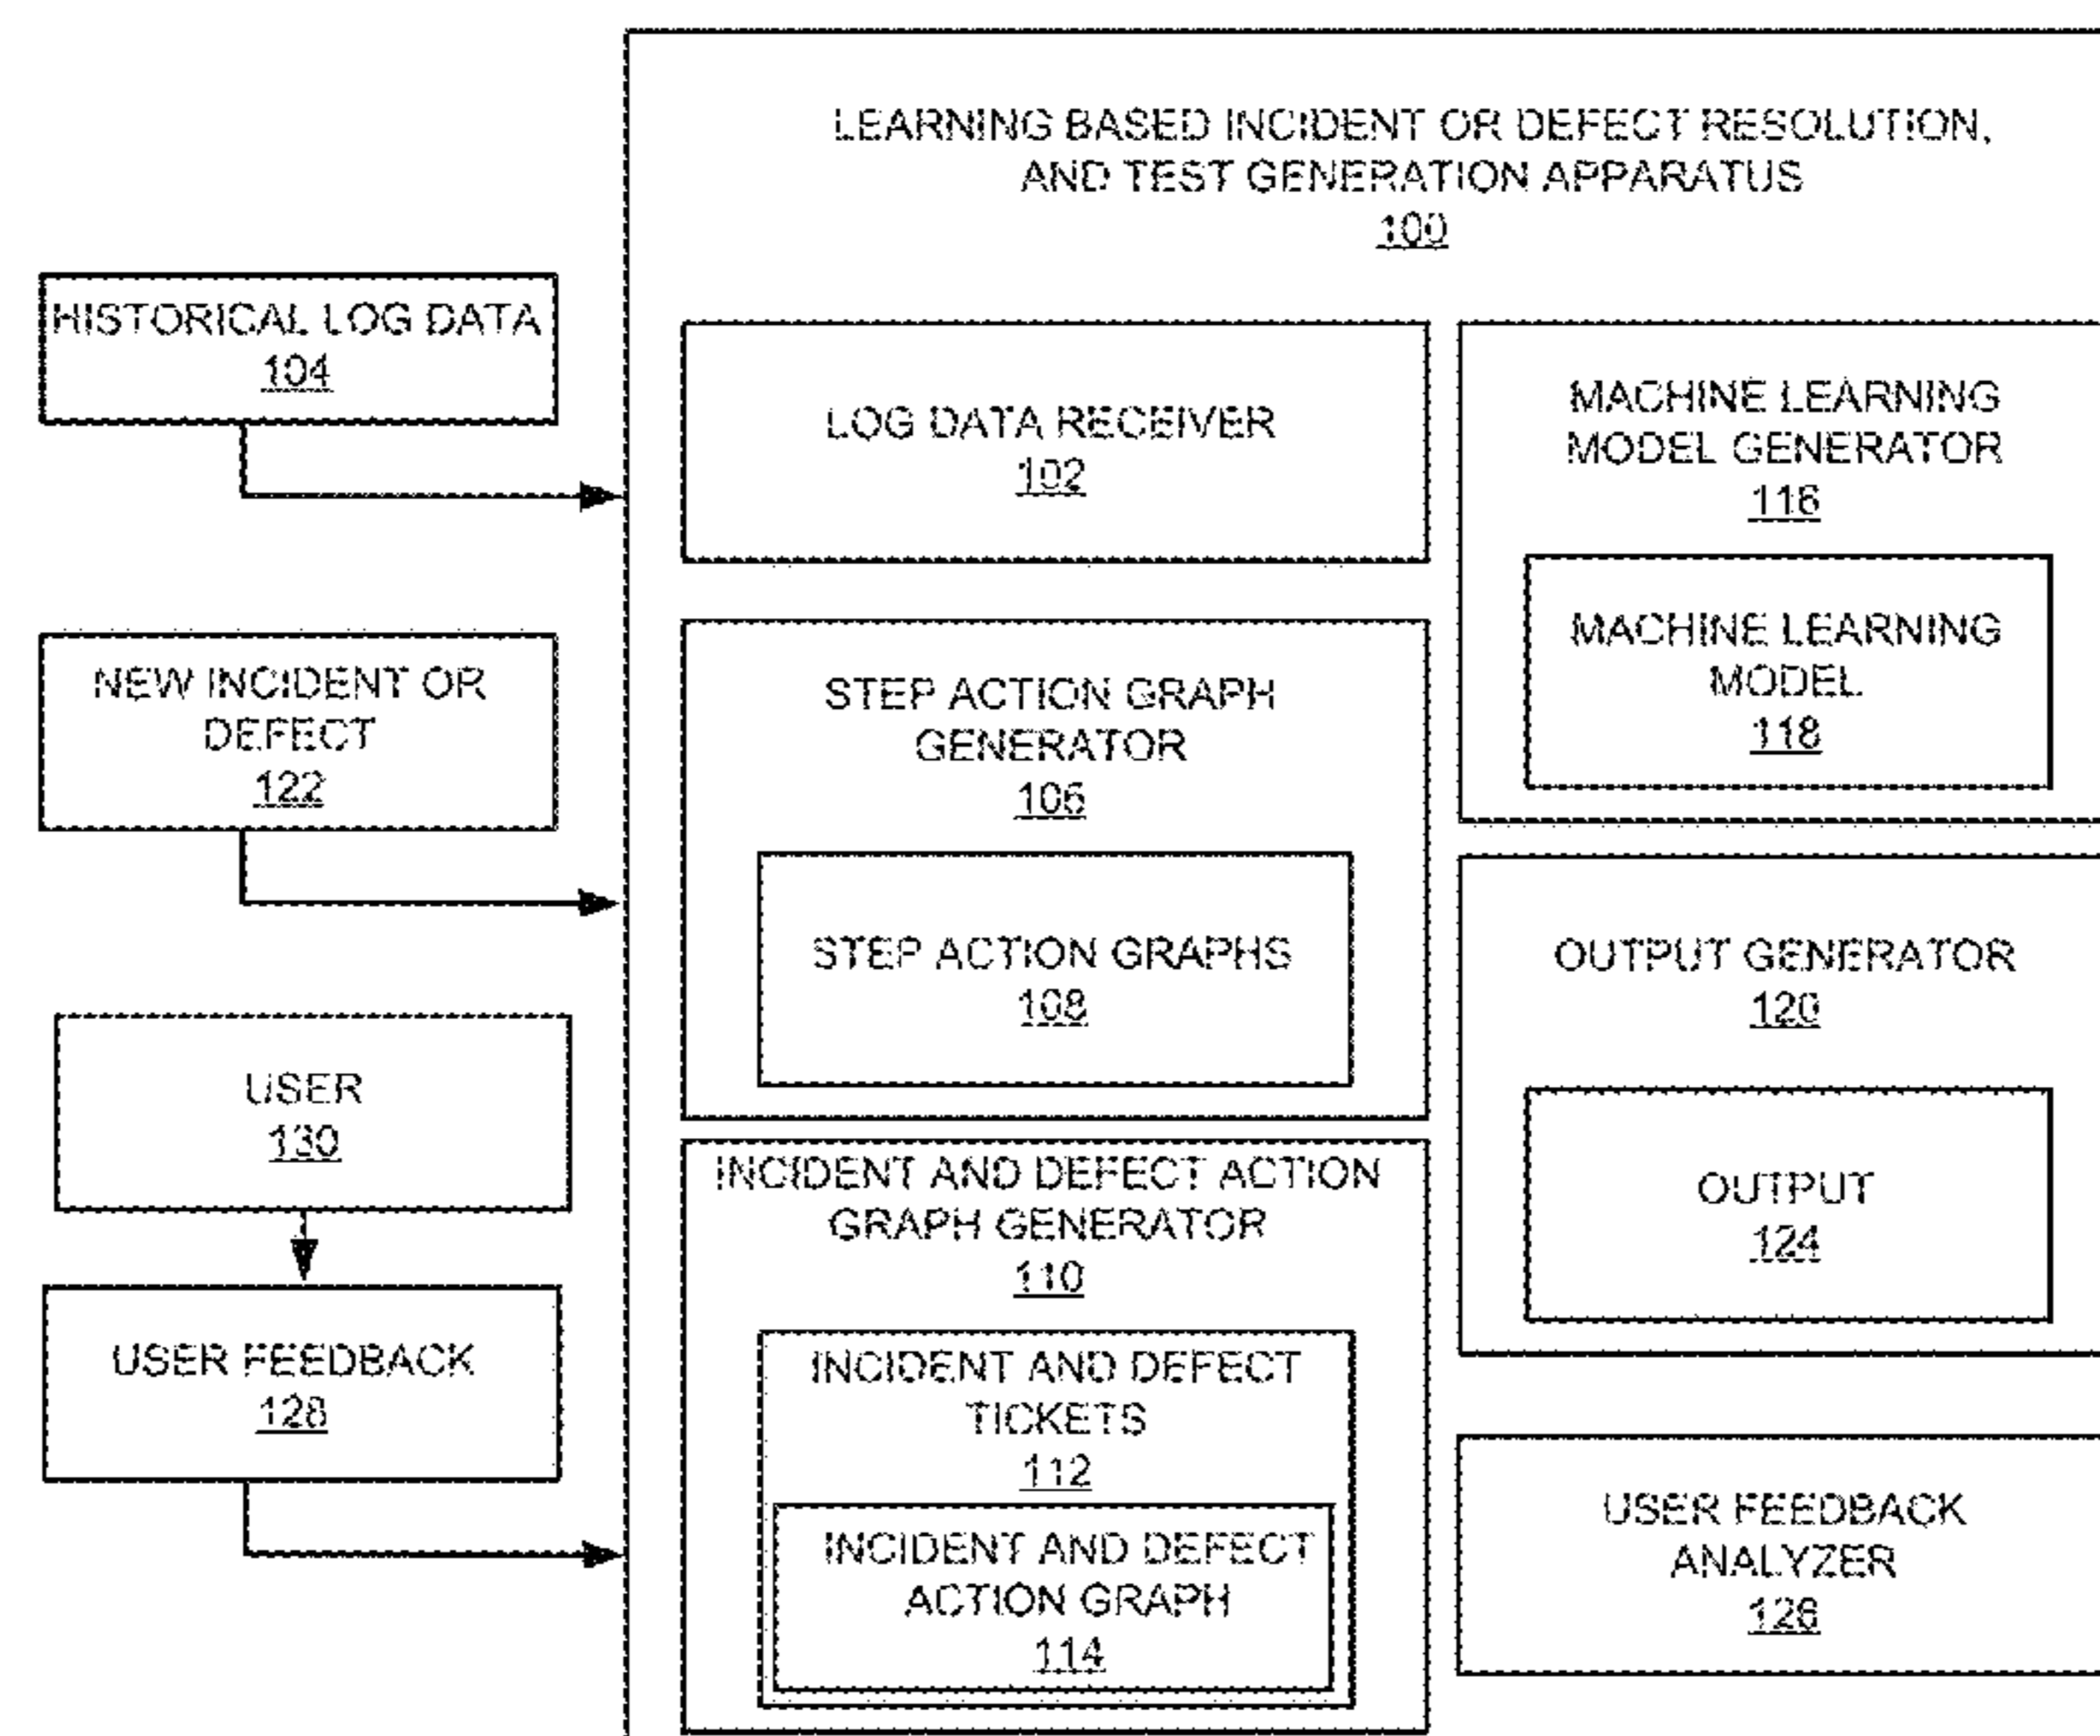 LEARNING BASED INCIDENT OR DEFECT RESOLUTION,
AND TEST GENERATION APPARATUS
100
HISTORICAL LOG DATA
104
NEW INCIDENT OR
DEFECT
122
USER
130
USER FEEDBACK
128
LOG DATA RECEIVER
102
STEP ACTION GRAPH
GENERATOR
106
STEP ACTION GRAPHS
108
INCIDENT AND DEFECT ACTION
GRAPH GENERATOR
110
INCIDENT AND DEFECT
TICKETS
112
INCIDENT AND DEFECT
ACTION GRAPH
114
MACHINE LEARNING
MODEL GENERATOR
116
MACHINE LEARNING
MODEL
118
OUTPUT GENERATOR
120
OUTPUT
124
USER FEEDBACK
ANALYZER
126